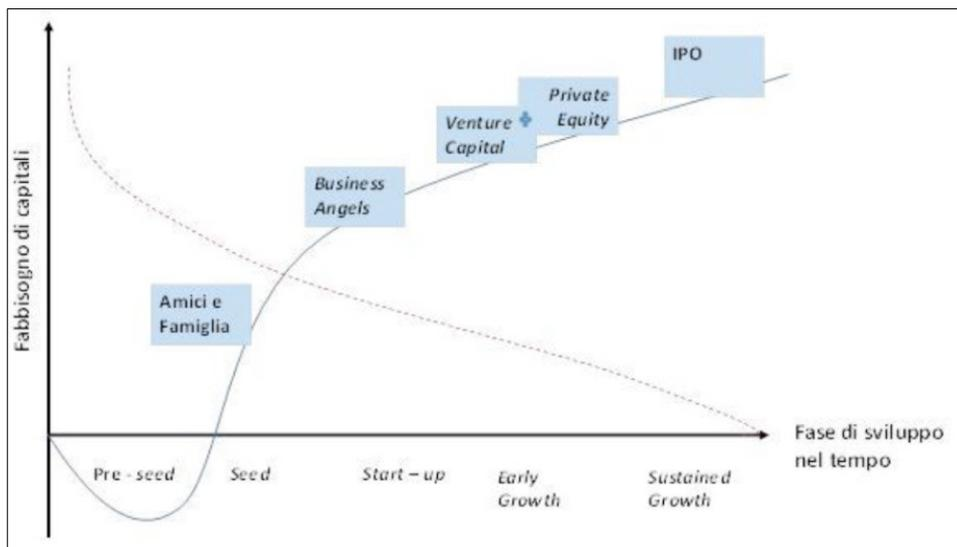 IPO
Private
Equity
Venture
Capital
Business
Angels
Amici e
Famiglia
Fabbisogno di capitali
Fase di sviluppo
nel tempo
Pre - seed
Seed
Start – up
Early
Growth
Sustained
Growth